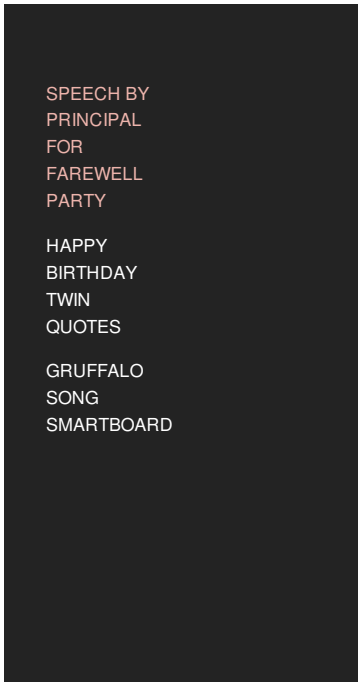 SPEECH BY
PRINCIPAL
FOR
FAREWELL
PARTY
HAPPY
BIRTHDAY
TWIN
QUOTES
GRUFFALO
SONG
SMARTBOARD